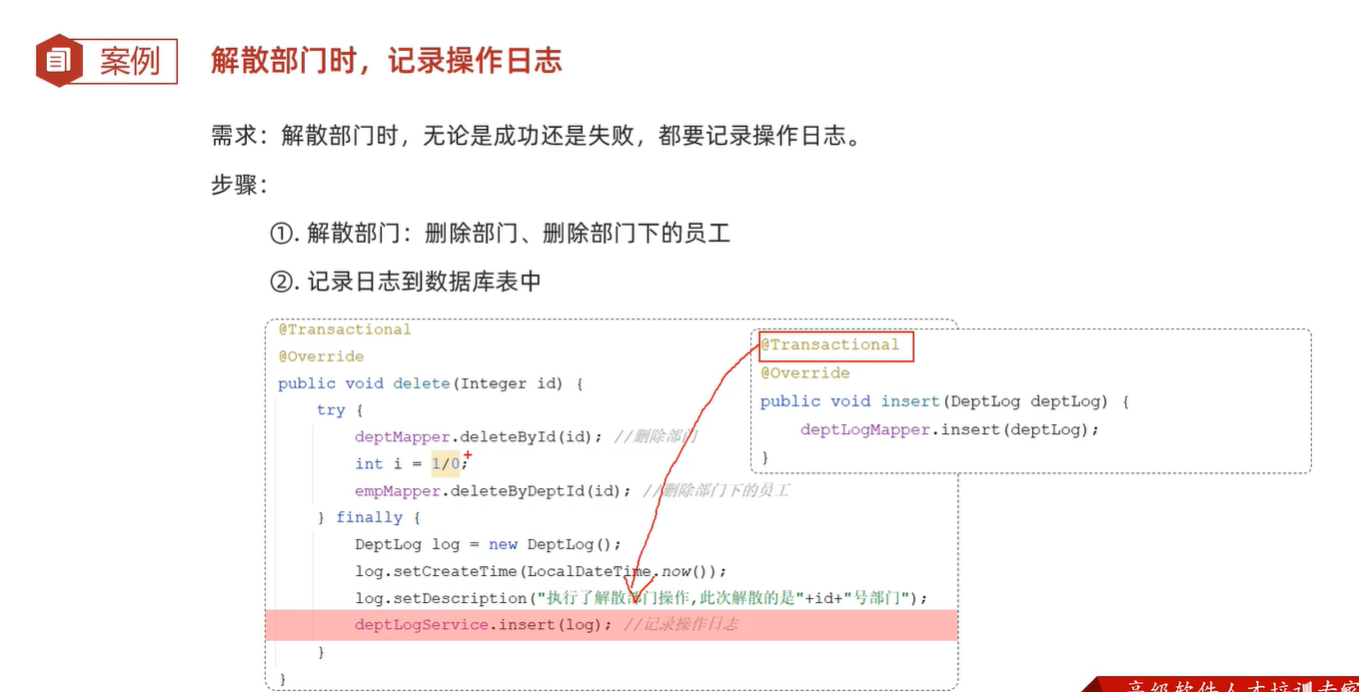 案例
解散部门时，记录操作日志
需求：解散部门时，无论是成功还是失败，都要记录操作日志。
步骤：
①. 解散部门：删除部门、删除部门下的员工
②. 记录日志到数据库表中
@Transactional
@Override
public void delete(Integer id) {
try {
deptMapper.deleteById(id); //删除部门
int i = 1/0;
empMapper.deleteByDeptId(id); //删除部门下的员工
} finally {
DeptLog log = new DeptLog();
log.setCreateTime(LocalDateTime.now());
log.setDescription("执行了解散部门操作,此次解散的是"+id+"号部门");
deptLogService.insert(log); //记录操作日志
}
}
@Transactional
@Override
public void insert(DeptLog deptLog) {
deptLogMapper.insert(deptLog);
}
高级软件人才培训专家